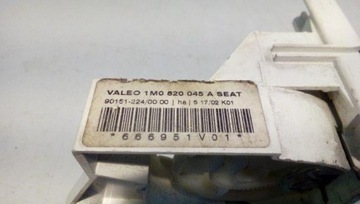 VALEO 1M0 820 045 A SEAT
90151-224/00 00 | ha | 5 17/02 K01
*666951V01*